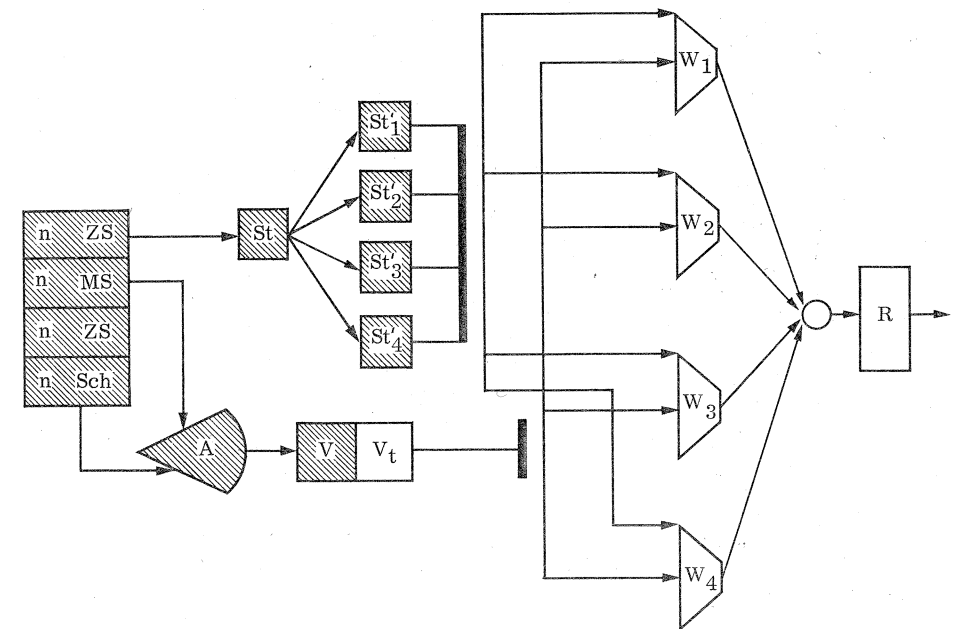 n ZS
n MS
n ZS
n Sch
St
St'1
St'2
St'3
St'4
A
V
Vt
W1
W2
W3
W4
R